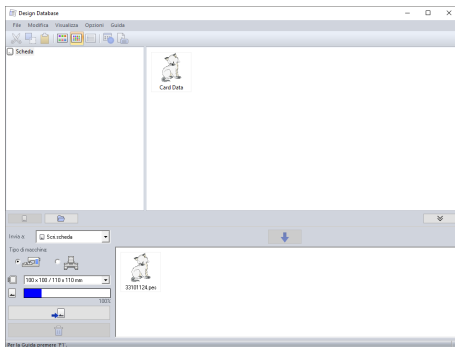 Design Database
File Modifica Visualizza Opzioni Guida
Scheda
Card Data
Invia a: Scri.scheda
Tipo di macchina:
100 x 100 / 110 x 110 mm
100%
33101124.pes
Per la Guida premere 'F1'.